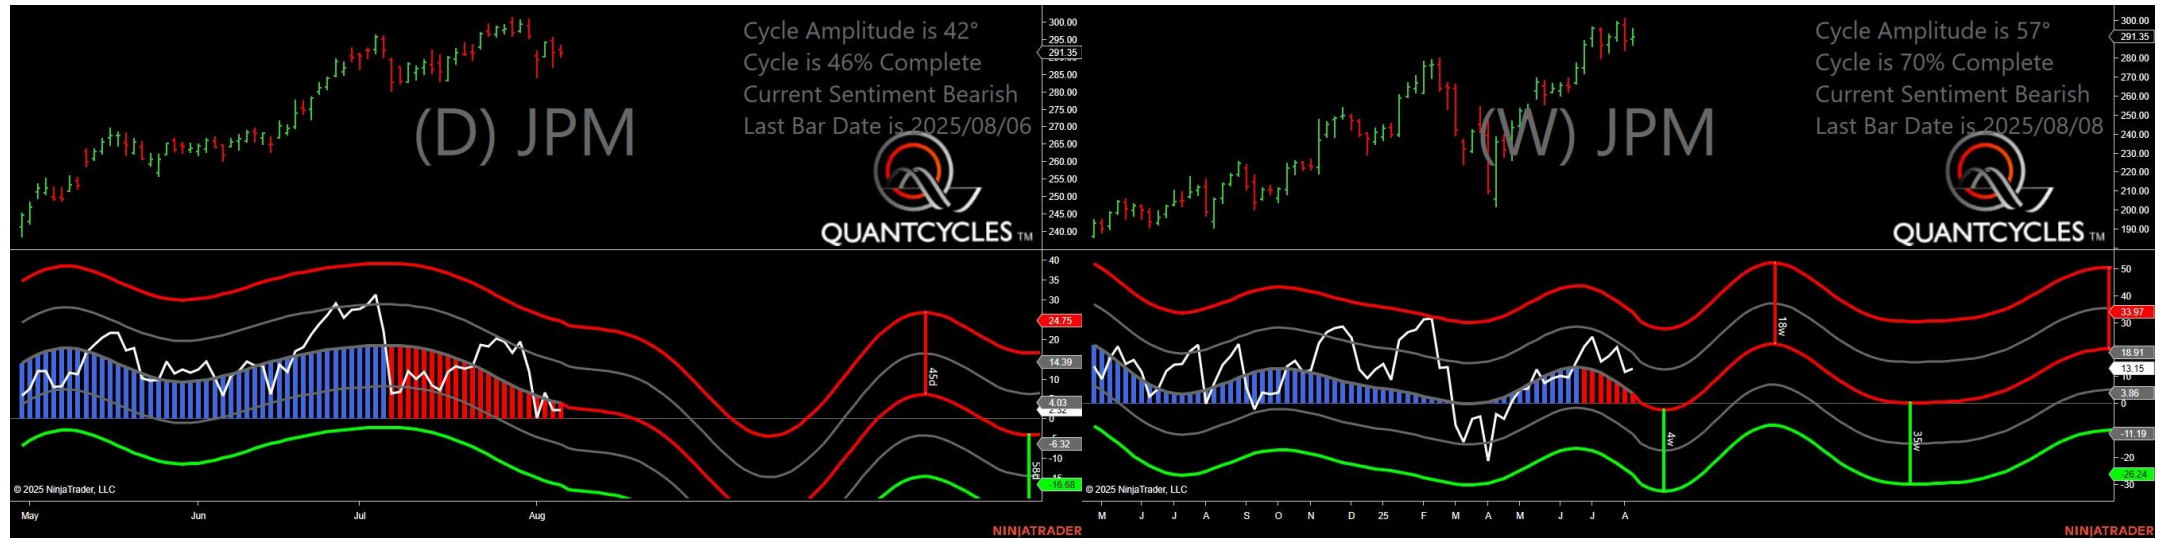 Cycle Amplitude is 42°
Cycle is 46% Complete
Current Sentiment Bearish
Last Bar Date is 2025/08/06
(D) JPM
QUANTCYCLES TM
300.00
295.00
291.35
285.00
280.00
275.00
270.00
265.00
260.00
255.00
250.00
245.00
240.00
40
35
30
24.75
20
14.39
10
4.03
2.52
0
-6.32
-10
-16.68
45d
58d
© 2025 NinjaTrader, LLC
May Jun Jul Aug
NINJATRADER
Cycle Amplitude is 57°
Cycle is 70% Complete
Current Sentiment Bearish
Last Bar Date is 2025/08/08
(W) JPM
QUANTCYCLES TM
300.00
291.35
280.00
270.00
260.00
250.00
240.00
230.00
220.00
210.00
200.00
190.00
50
40
33.97
30
18.91
13.15
10
3.86
0
-11.19
-20
-26.24
-30
18w
4w
35w
© 2025 NinjaTrader, LLC
M J J A S O N D 25 F M A M J J A
NINJATRADER